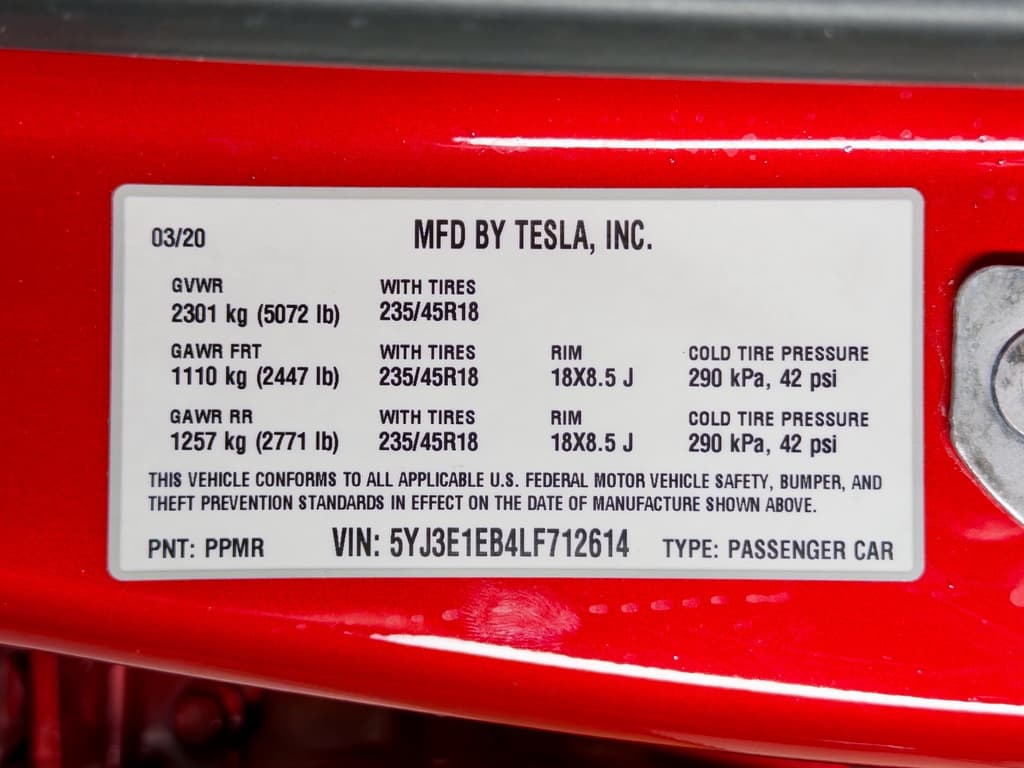 03/20 MFD BY TESLA, INC.
GVWR WITH TIRES
2301 kg (5072 lb) 235/45R18
GAWR FRT WITH TIRES RIM COLD TIRE PRESSURE
1110 kg (2447 lb) 235/45R18 18X8.5 J 290 kPa, 42 psi
GAWR RR WITH TIRES RIM COLD TIRE PRESSURE
1257 kg (2771 lb) 235/45R18 18X8.5 J 290 kPa, 42 psi
THIS VEHICLE CONFORMS TO ALL APPLICABLE U.S. FEDERAL MOTOR VEHICLE SAFETY, BUMPER, AND
THEFT PREVENTION STANDARDS IN EFFECT ON THE DATE OF MANUFACTURE SHOWN ABOVE.
PNT: PPMR VIN: 5YJ3E1EB4LF712614 TYPE: PASSENGER CAR